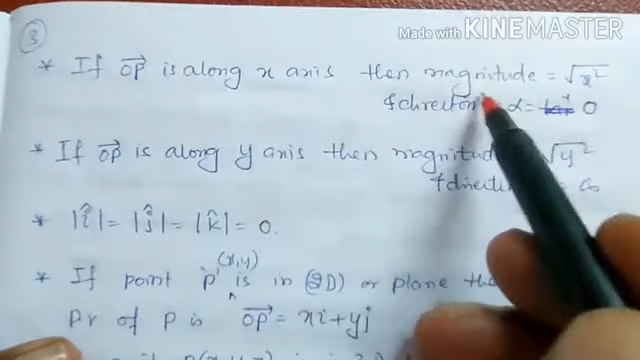 Made with KINEMASTER
3
* If OP is along x axis then magnitude = √x²
& direction α = 0
* If OP is along y axis then magnitude √y²
& directi
* |î| = |ĵ| = |k̂| = 0.
(x,y)
* If point 'P' is in (2D) or plane the
Pr of P is OP = xi + yj